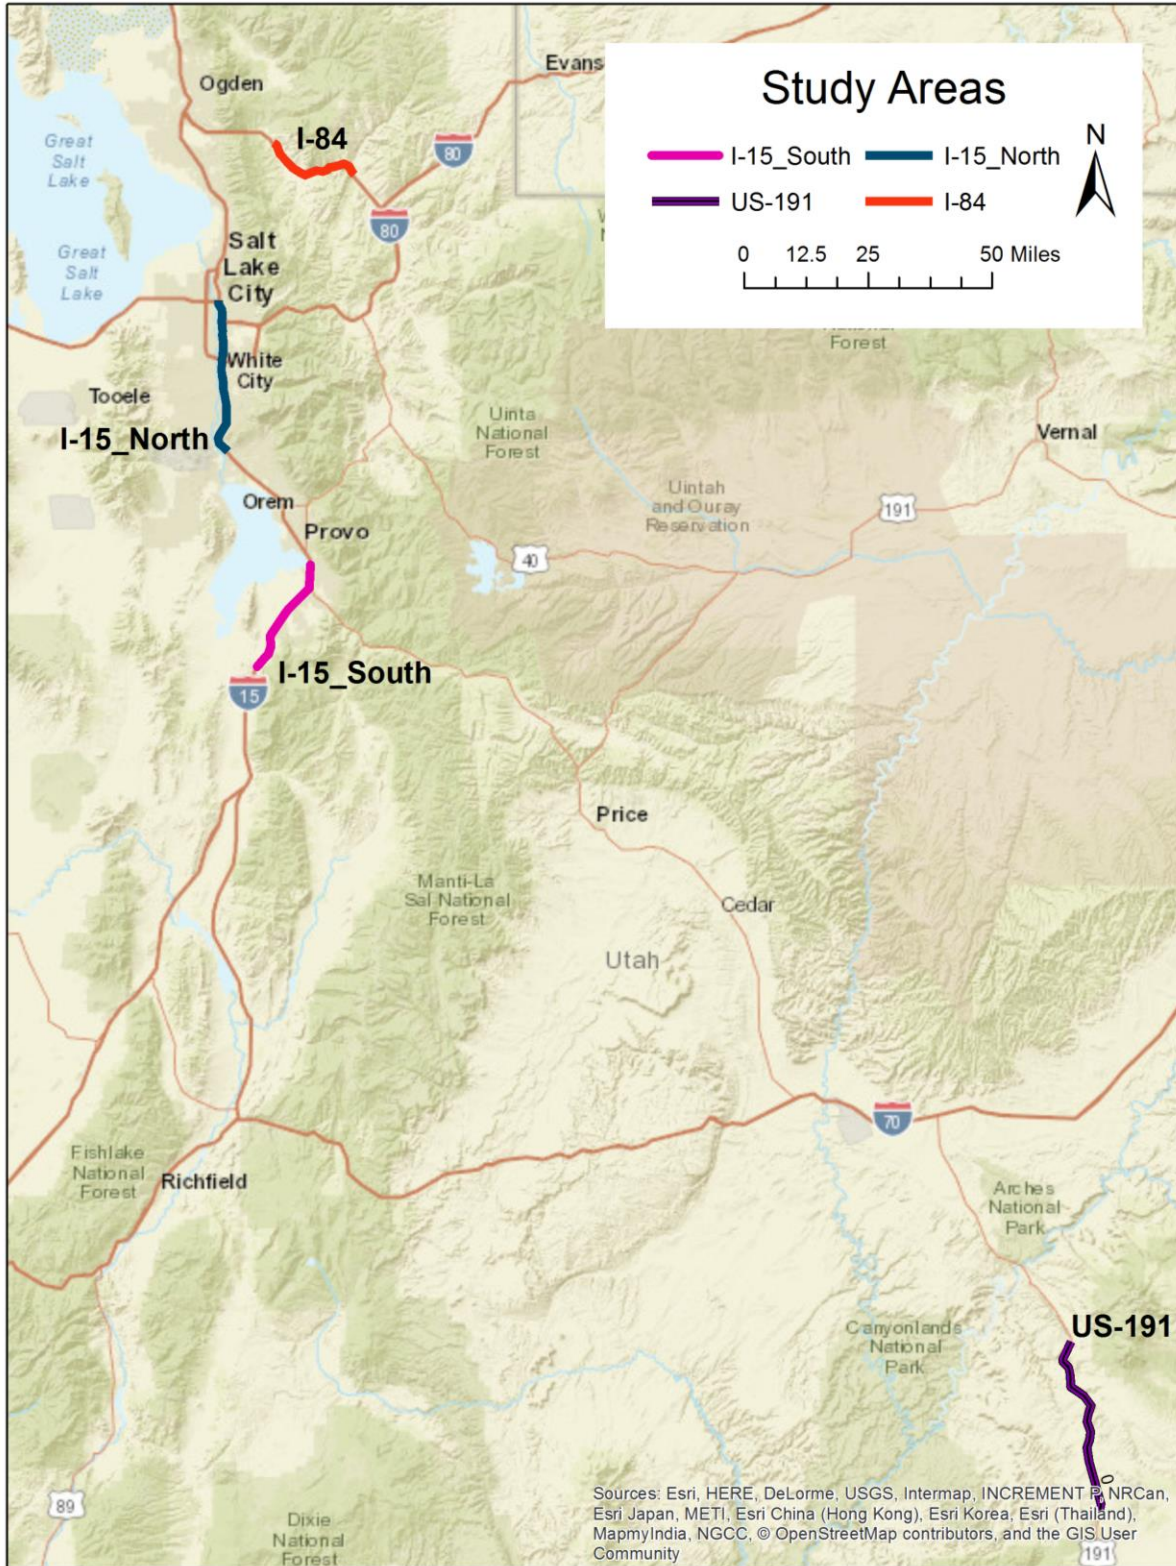 Ogden
Evans
Study Areas
I-15_South
I-15_North
US-191
I-84
N
0 12.5 25 50 Miles
I-84
80
Great
Salt
Lake
80
Great
Salt
Lake
Salt
Lake
City
National
Forest
White
City
Tooele
Uinta
National
Forest
I-15_North
Vernal
Uintah
and Ouray
Reservation
Orem
191
Provo
40
I-15_South
15
Price
Manti-La
Sal National
Forest
Cedar
Utah
70
Fishlake
National
Forest
Richfield
Arches
National
Park
US-191
Canyonlands
National
Park
89
Dixie
National
Forest
Sources: Esri, HERE, DeLorme, USGS, Intermap, INCREMENT P, NRCan,
Esri Japan, METI, Esri China (Hong Kong), Esri Korea, Esri (Thailand),
MapmyIndia, NGCC, © OpenStreetMap contributors, and the GIS User
Community
191